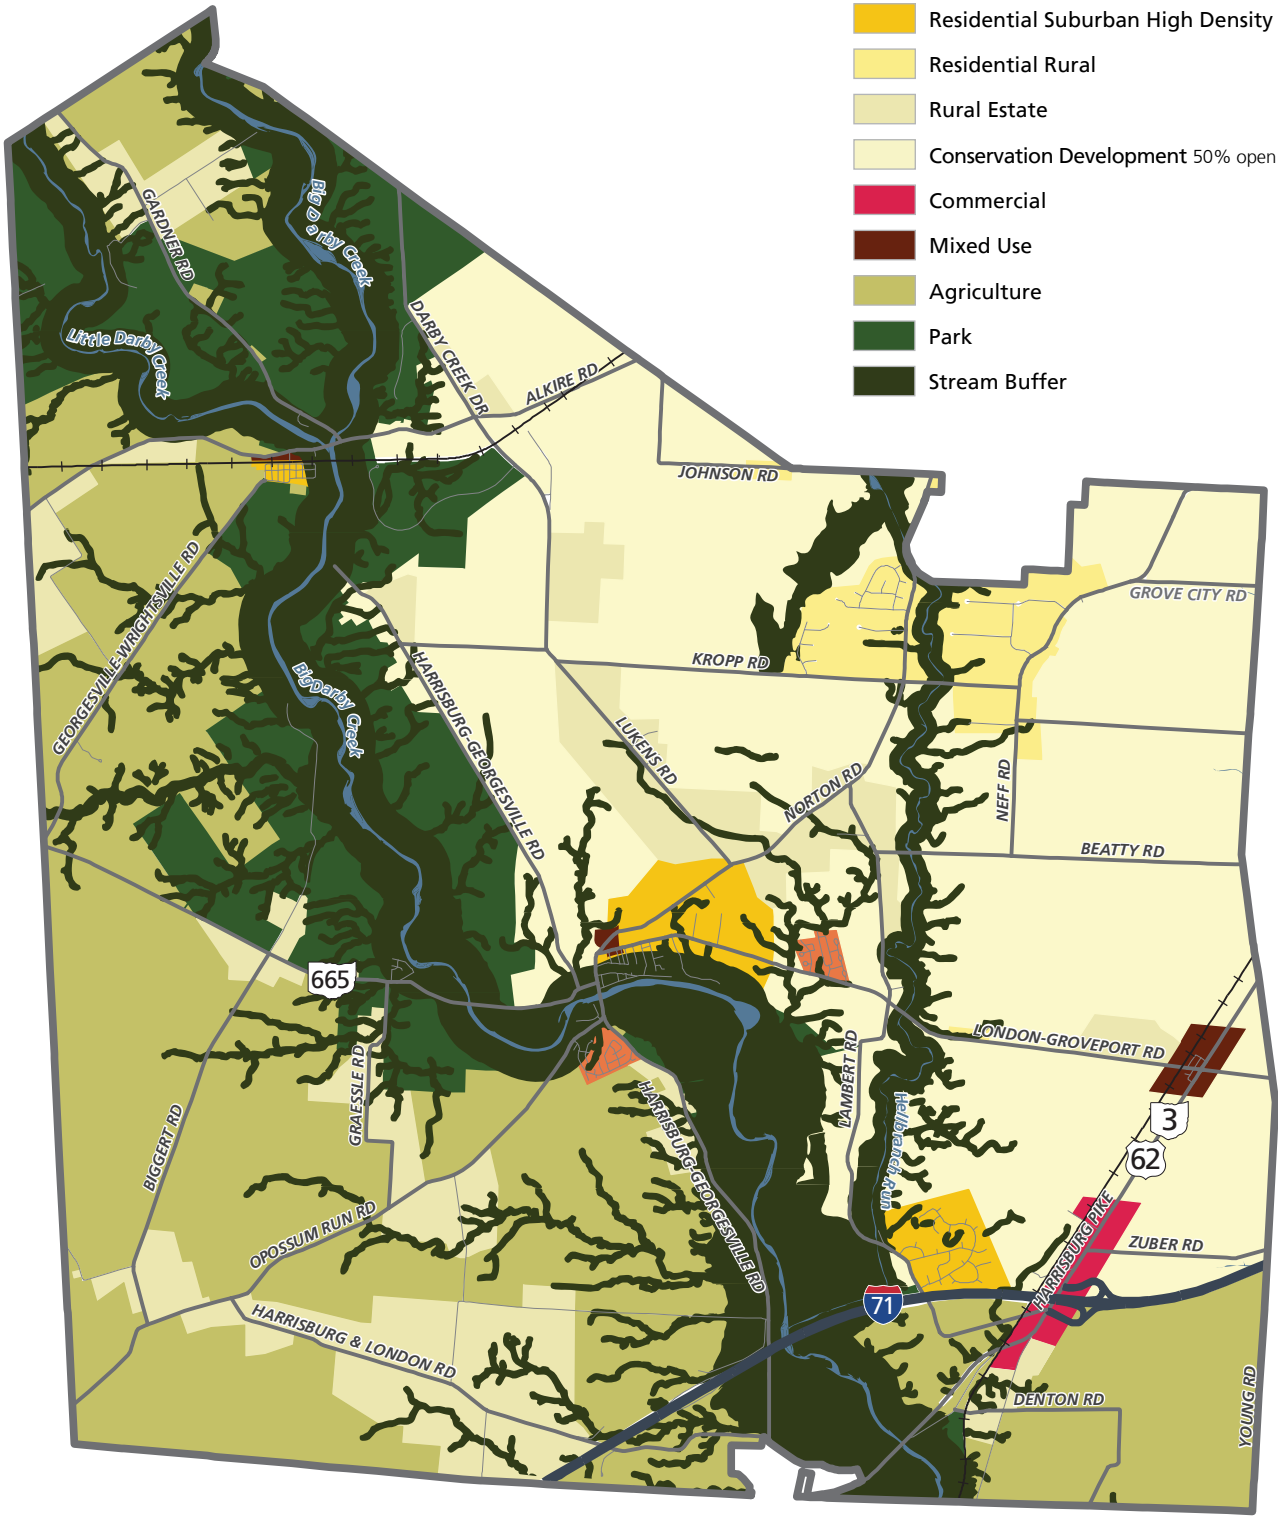 Residential Suburban High Density
Residential Rural
Rural Estate
Conservation Development 50% open
Commercial
Mixed Use
Agriculture
Park
Stream Buffer
GARDNER RD
Big Darby Creek
Little Darby Creek
DARBY CREEK DR
ALKIRE RD
JOHNSON RD
GROVE CITY RD
GEORGESVILLE-WRIGHTSVILLE RD
KROPP RD
Big Darby Creek
HARRISBURG-GEORGESVILLE RD
LUKENS RD
NORTON RD
NEFF RD
BEATTY RD
665
LONDON-GROVEPORT RD
GRAESSLE RD
LAMBERT RD
BIGGERT RD
HARRISBURG-GEORGESVILLE RD
Hellbranch Run
3
62
OPOSSUM RUN RD
HARRISBURG PIKE
ZUBER RD
71
HARRISBURG & LONDON RD
DENTON RD
YOUNG RD